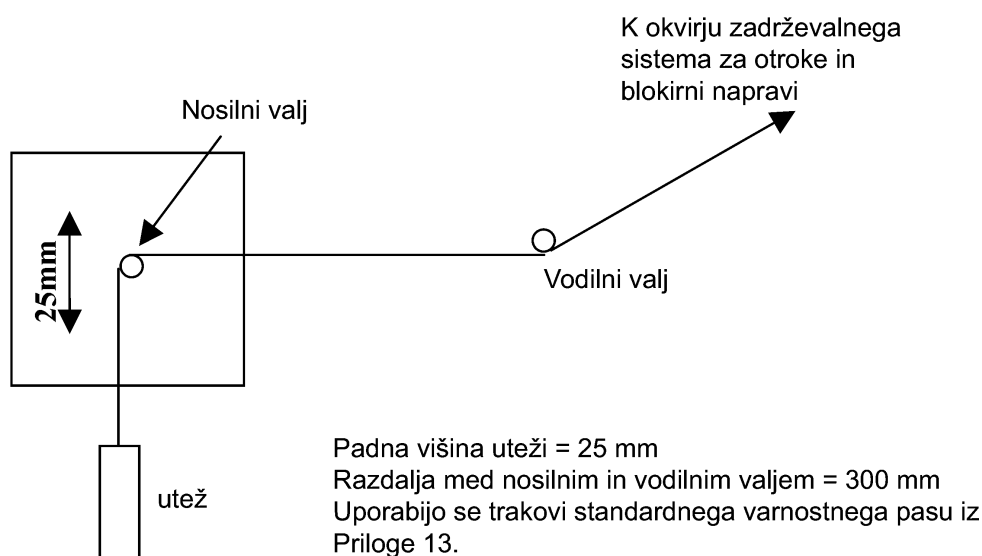 K okvirju zadrževalnega
sistema za otroke in
blokirni napravi
Nosilni valj
25mm
Vodilni valj
utež
Padna višina uteži = 25 mm
Razdalja med nosilnim in vodilnim valjem = 300 mm
Uporabijo se trakovi standardnega varnostnega pasu iz
Priloge 13.